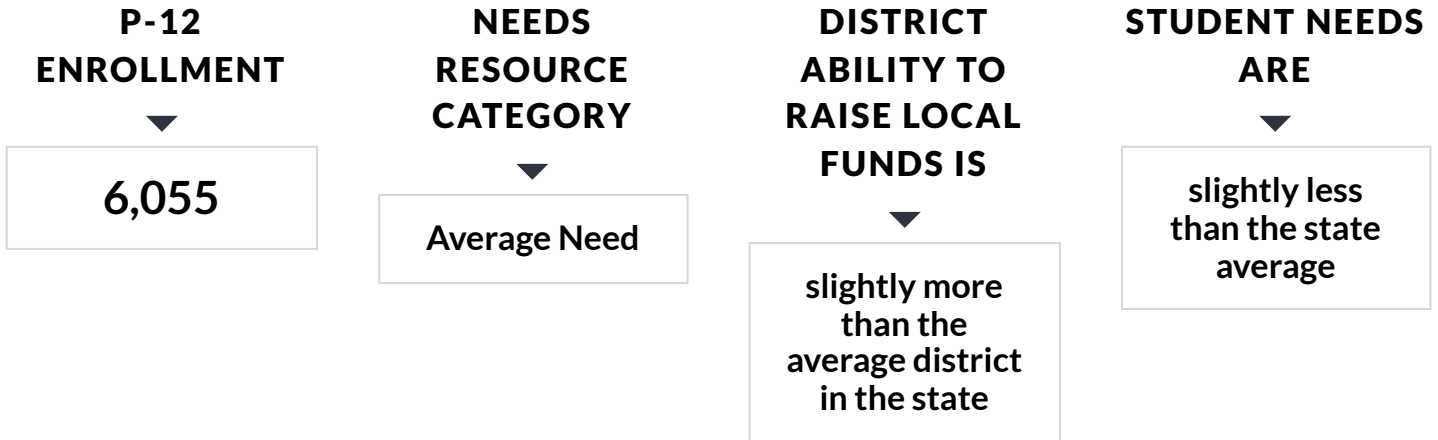 P-12
ENROLLMENT
6,055
NEEDS
RESOURCE
CATEGORY
Average Need
DISTRICT
ABILITY TO
RAISE LOCAL
FUNDS IS
slightly more
than the
average district
in the state
STUDENT NEEDS
ARE
slightly less
than the state
average